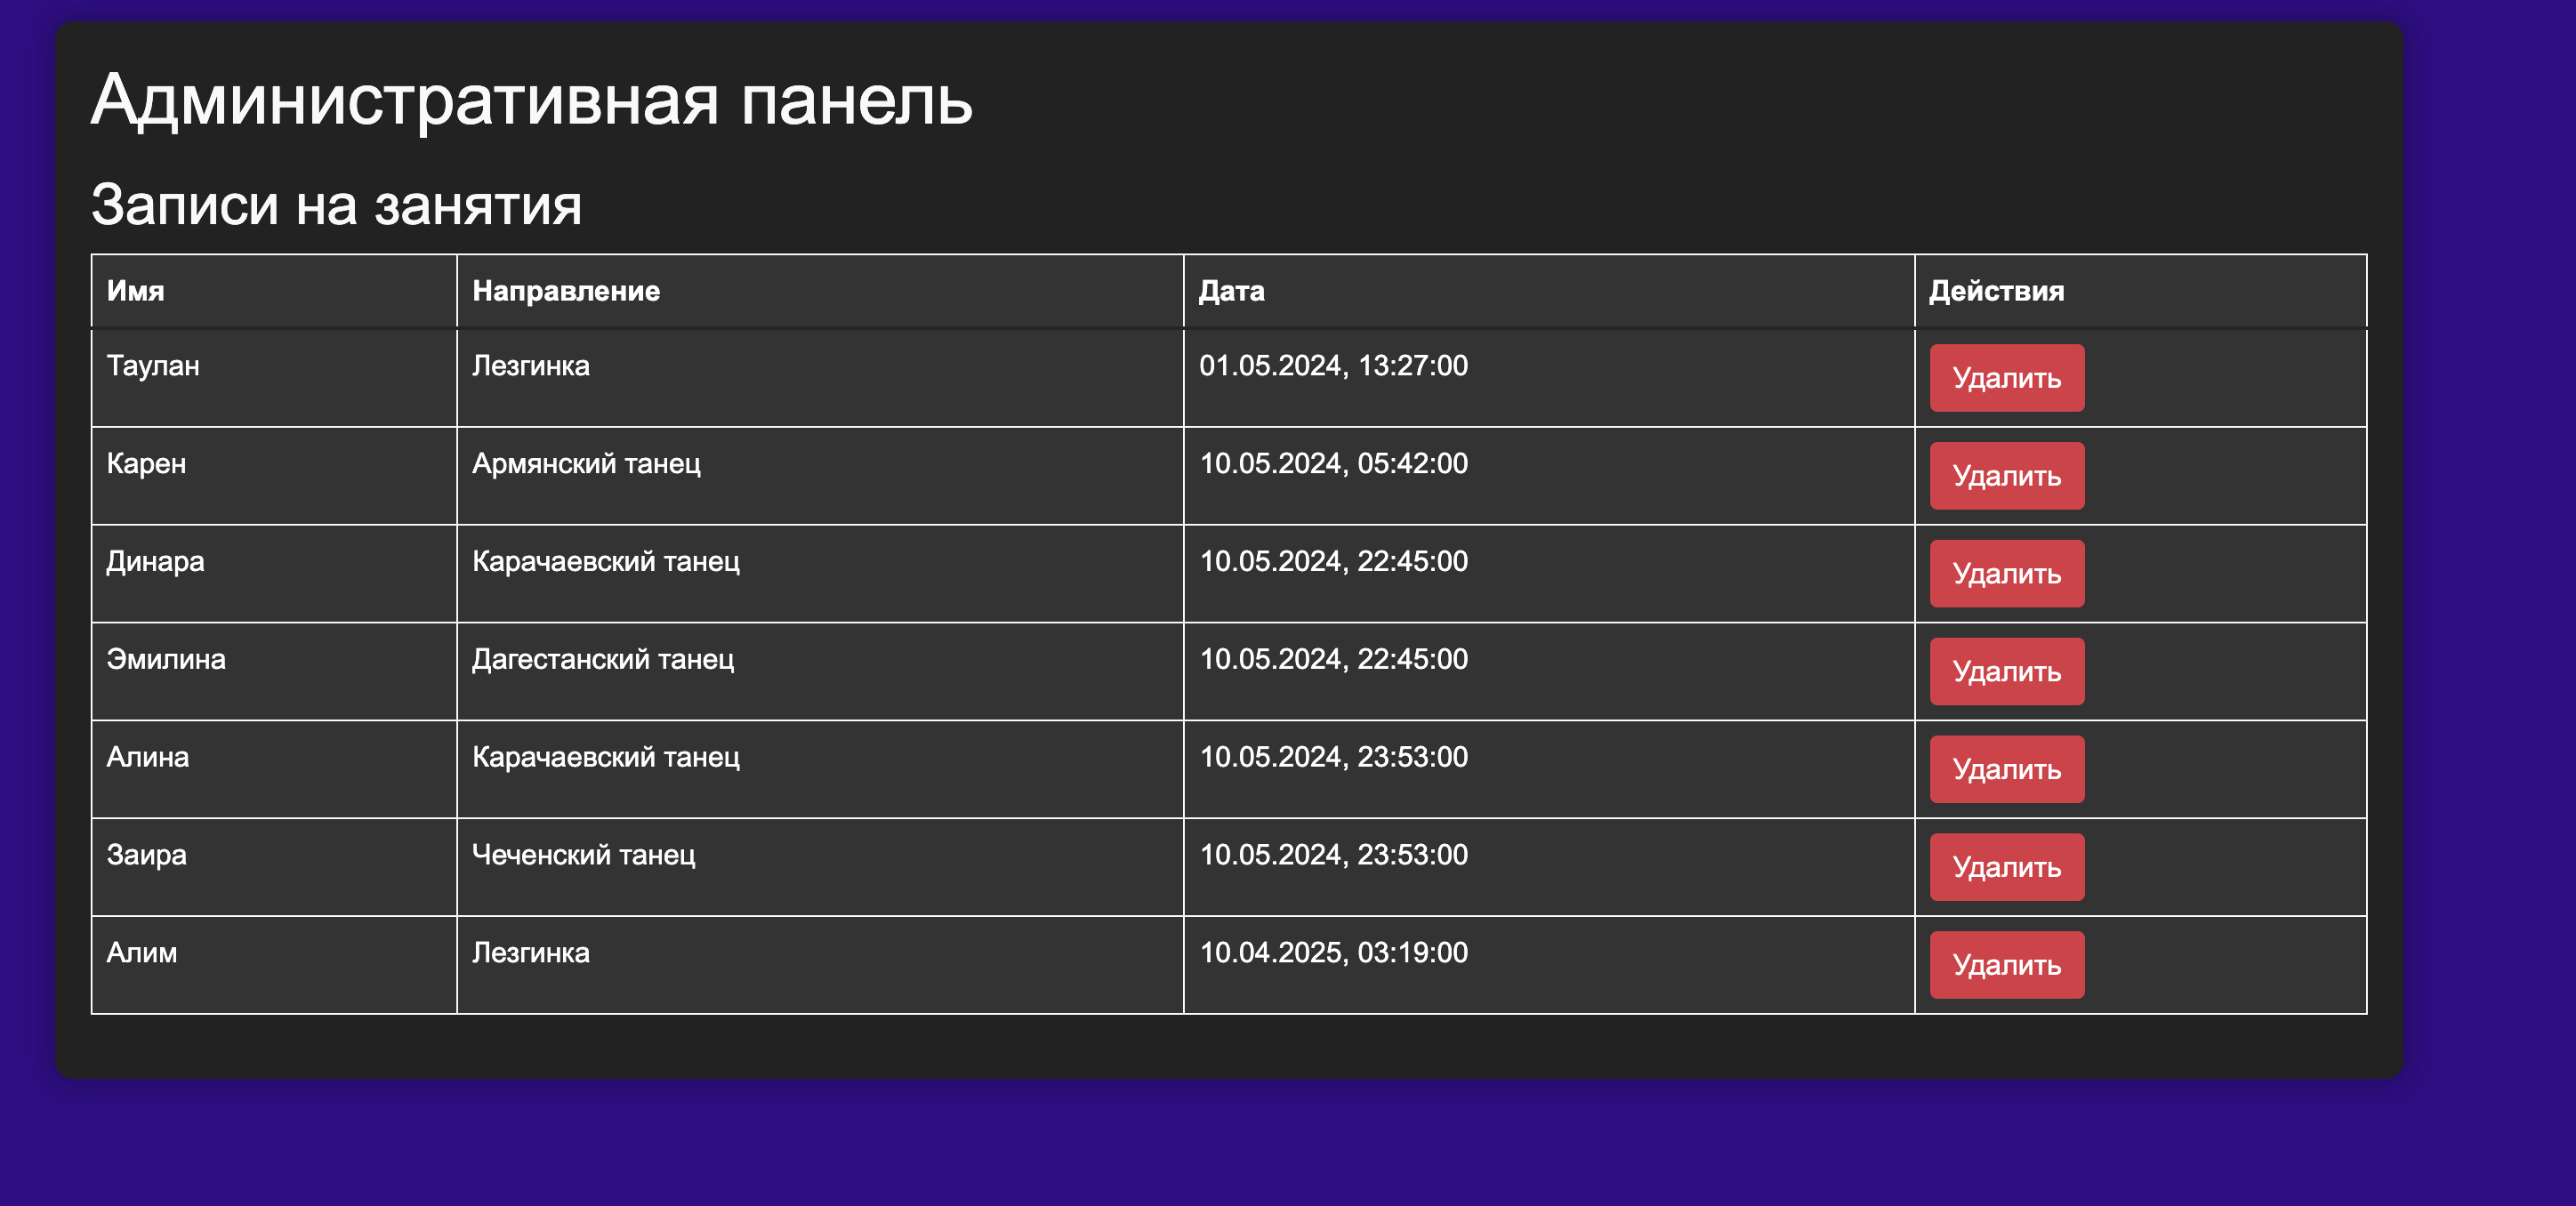 Административная панель
Записи на занятия
Имя Направление Дата Действия
Таулан Лезгинка 01.05.2024, 13:27:00 Удалить
Карен Армянский танец 10.05.2024, 05:42:00 Удалить
Динара Карачаевский танец 10.05.2024, 22:45:00 Удалить
Эмилина Дагестанский танец 10.05.2024, 22:45:00 Удалить
Алина Карачаевский танец 10.05.2024, 23:53:00 Удалить
Заира Чеченский танец 10.05.2024, 23:53:00 Удалить
Алим Лезгинка 10.04.2025, 03:19:00 Удалить